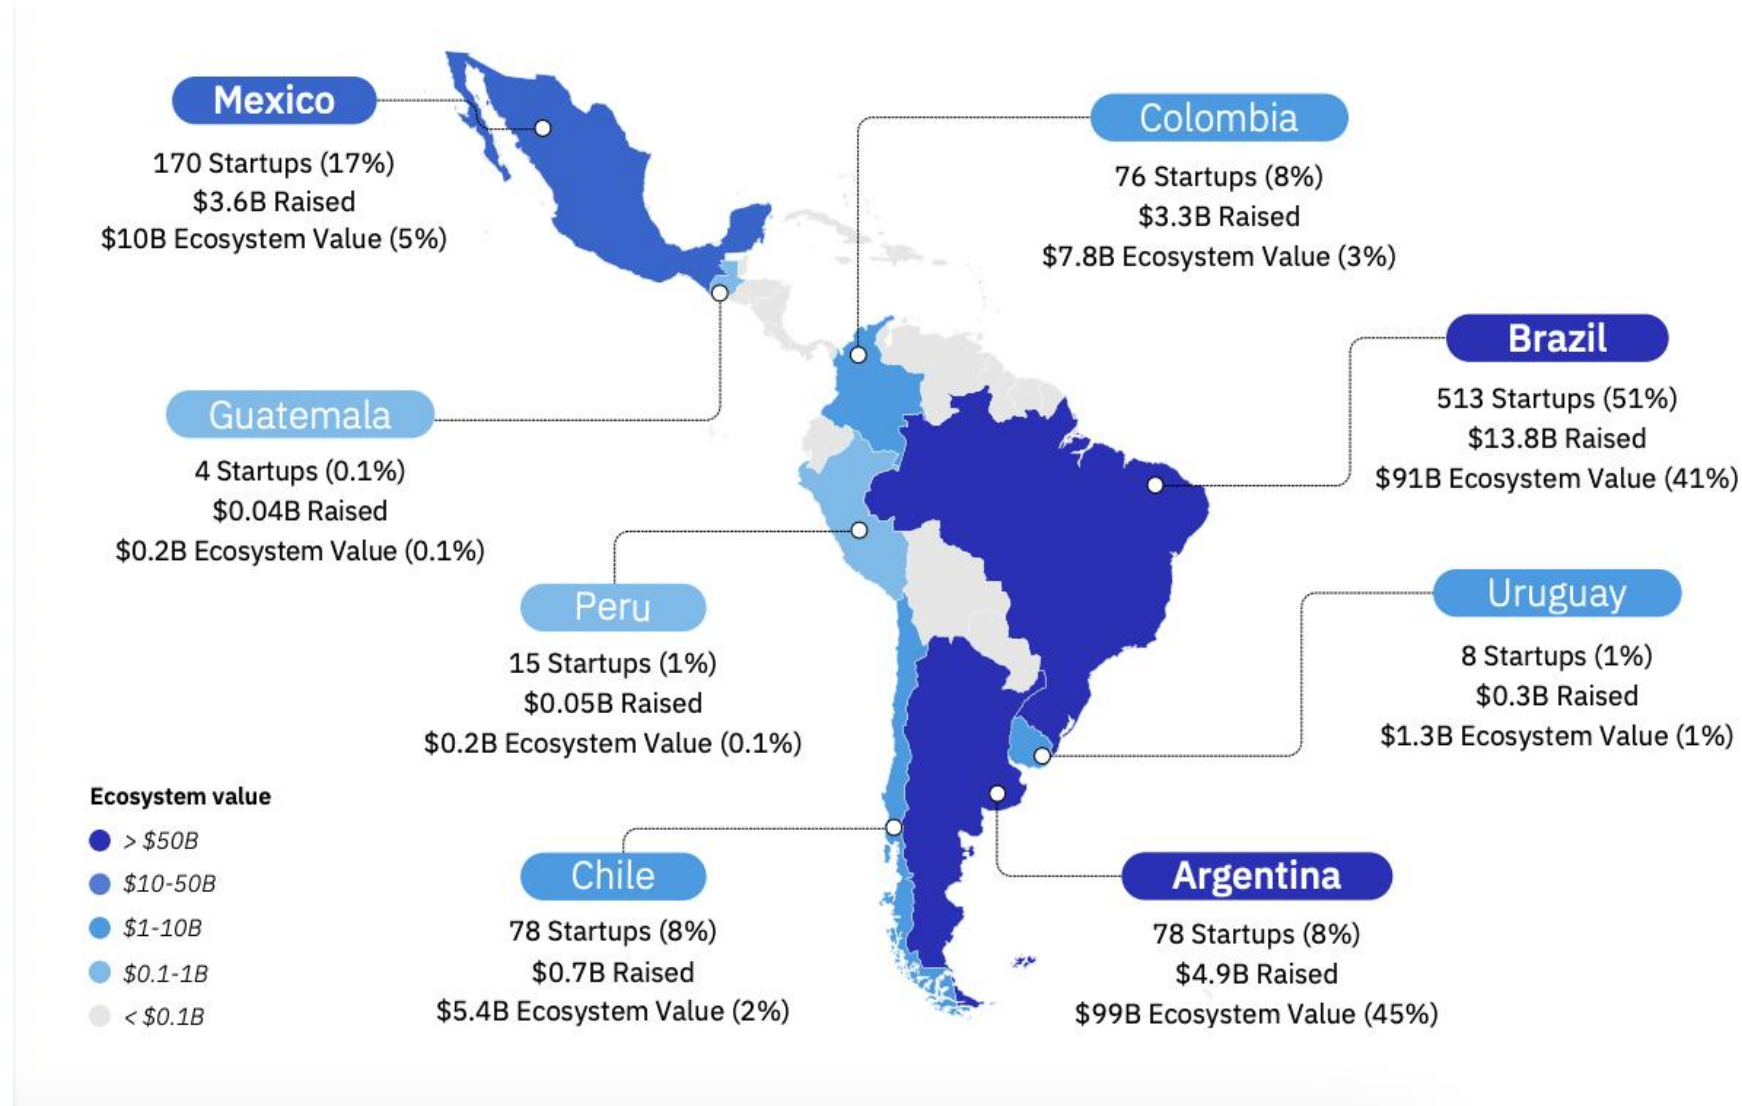 Mexico
170 Startups (17%)
$3.6B Raised
$10B Ecosystem Value (5%)
Colombia
76 Startups (8%)
$3.3B Raised
$7.8B Ecosystem Value (3%)
Brazil
513 Startups (51%)
$13.8B Raised
$91B Ecosystem Value (41%)
Guatemala
4 Startups (0.1%)
$0.04B Raised
$0.2B Ecosystem Value (0.1%)
Peru
15 Startups (1%)
$0.05B Raised
$0.2B Ecosystem Value (0.1%)
Uruguay
8 Startups (1%)
$0.3B Raised
$1.3B Ecosystem Value (1%)
Chile
78 Startups (8%)
$0.7B Raised
$5.4B Ecosystem Value (2%)
Argentina
78 Startups (8%)
$4.9B Raised
$99B Ecosystem Value (45%)
Ecosystem value
> $50B
$10-50B
$1-10B
$0.1-1B
< $0.1B